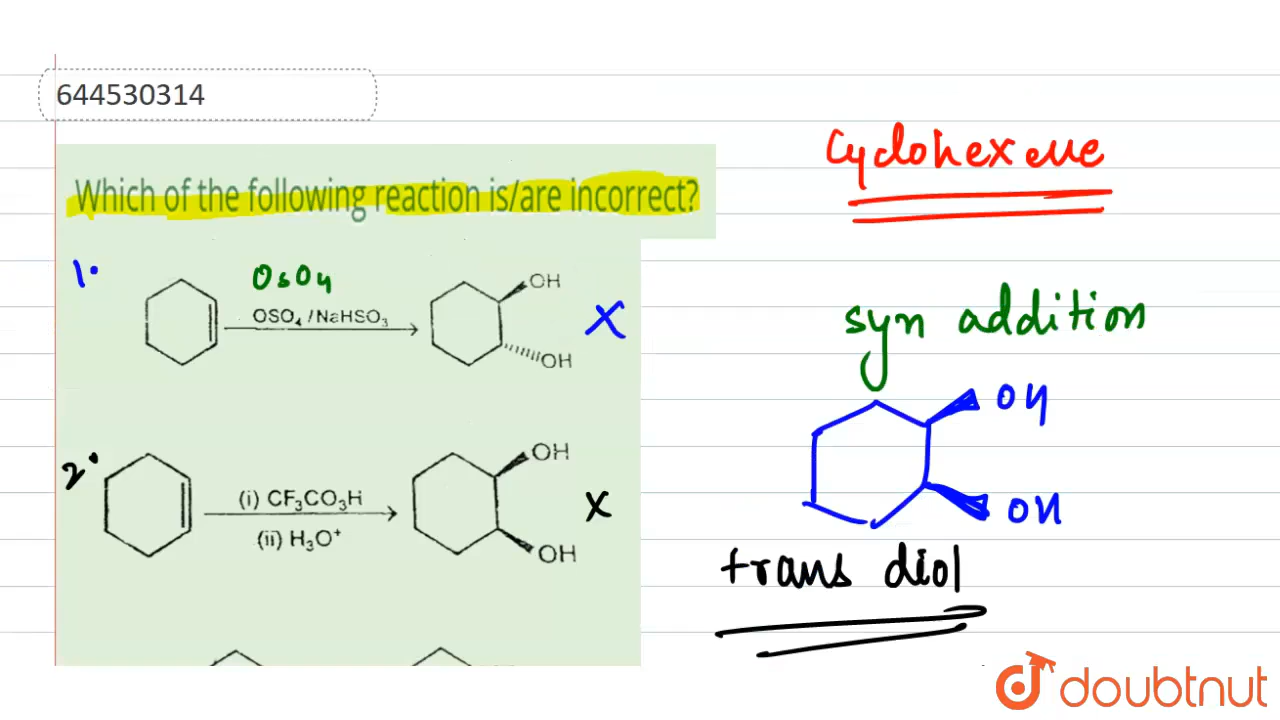 644530314
Cyclohexene
Which of the following reaction is/are incorrect?
1.
OsO4
OSO4/NaHSO3
OH
OH
X
syn addition
OH
OH
2.
(i) CF3CO3H
(ii) H3O+
OH
OH
X
trans diol
doubtnut